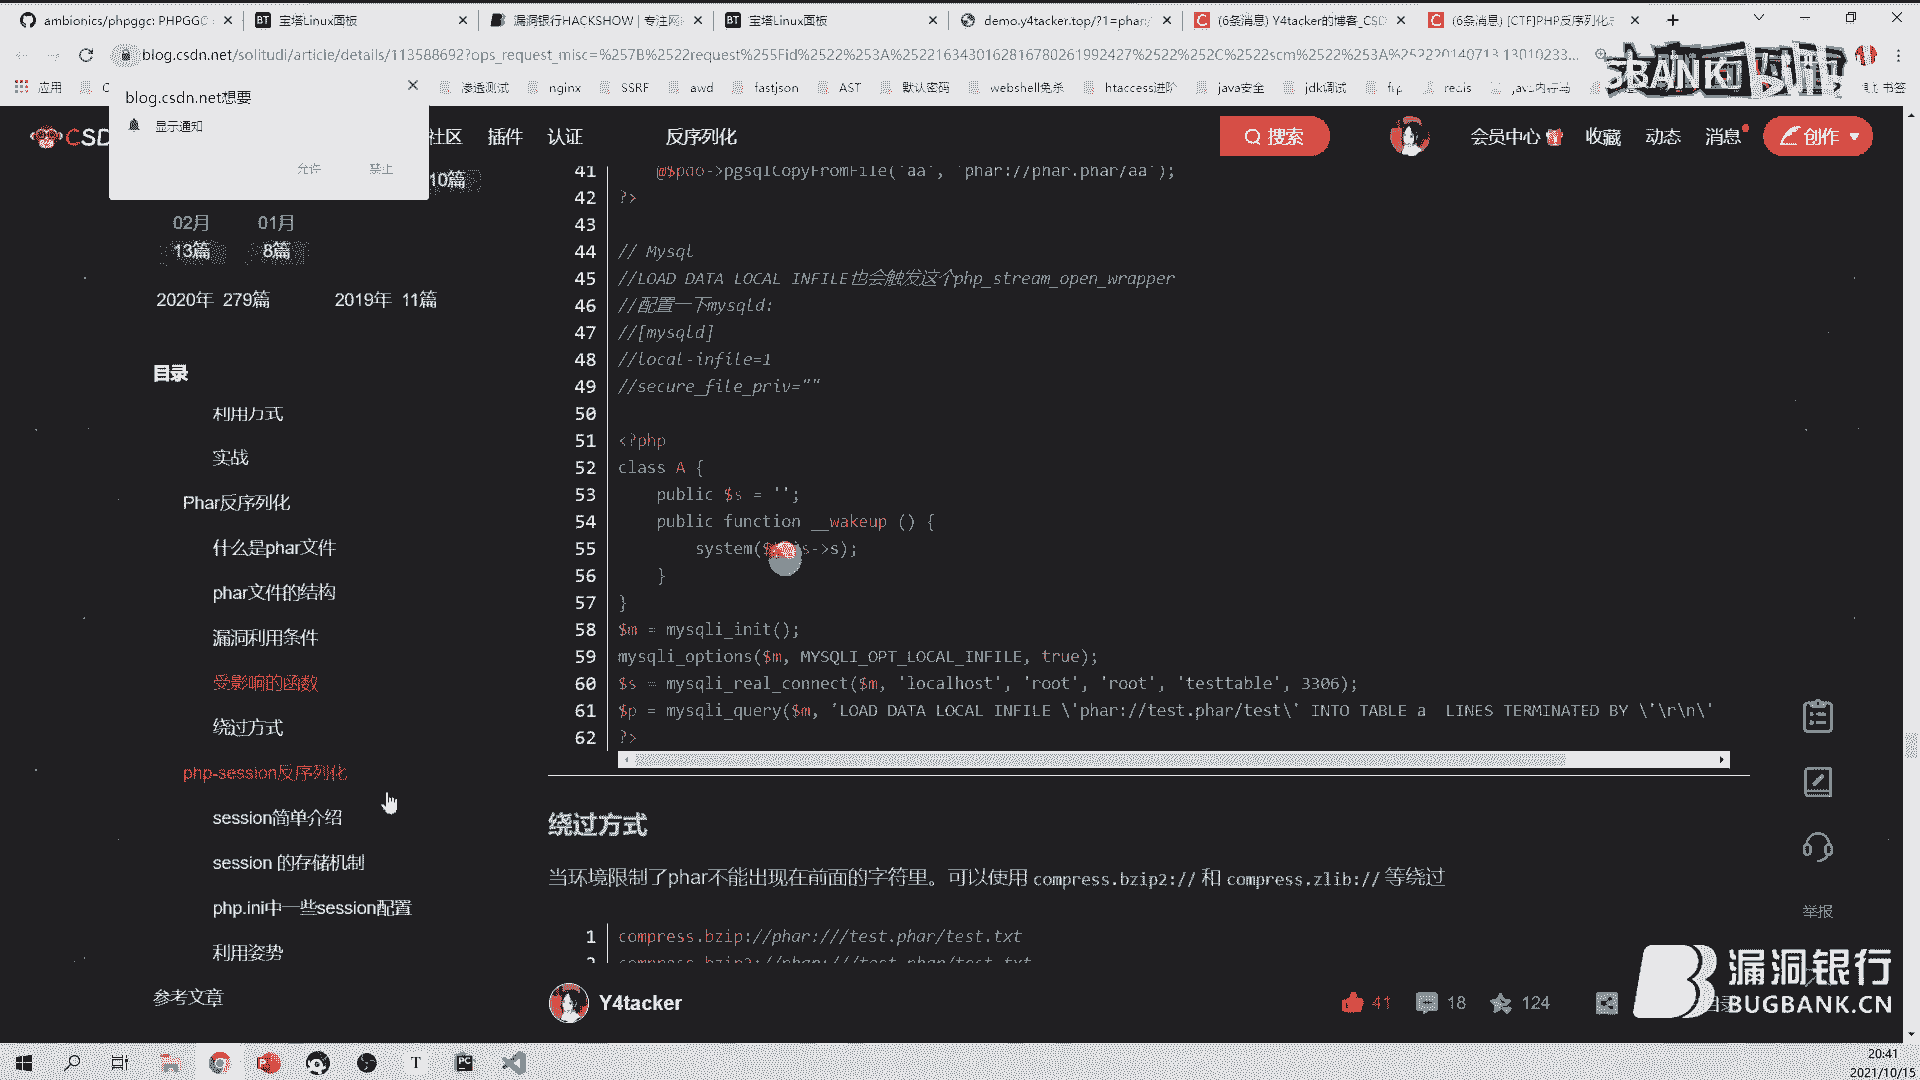 ambionics/phpggc: PHPGGC
宝塔Linux面板
漏洞银行HACKSHOW | 专注网
宝塔Linux面板
demo.y4tacker.top/?1=phar:/
(6条消息) Y4tacker的博客_CSD
(6条消息) [CTF]PHP反序列化总
blog.csdn.net/solitudi/article/details/113588692?ops_request_misc=%257B%2522request%255Fid%2522%253A%2522163430162816780261992427%2522%252C%2522scm%2522%253A%252220140713.13010233...
应用
渗透测试
nginx
SSRF
awd
fastjson
AST
默认密码
webshell免杀
htaccess进阶
java安全
jdk调试
redis
java内存马
书签
blog.csdn.net想要
显示通知
允许
禁止
社区
插件
认证
反序列化
搜索
会员中心
收藏
动态
消息
创作
10篇
02月
01月
13篇
8篇
2020年 279篇
2019年 11篇
目录
利用方式
实战
Phar反序列化
什么是phar文件
phar文件的结构
漏洞利用条件
受影响的函数
绕过方式
php-session反序列化
session简单介绍
session 的存储机制
php.ini中一些session配置
利用姿势
参考文章
41 @$pdo->pgsqlCopyFromFile('aa', 'phar://phar.phar/aa');
42 ?>
43
44 // Mysql
45 //LOAD DATA LOCAL INFILE也会触发这个php_stream_open_wrapper
46 //配置一下mysqld:
47 //[mysqld]
48 //local-infile=1
49 //secure_file_priv=""
50
51 <?php
52 class A {
53 public $s = '';
54 public function __wakeup () {
55 system($this->s);
56 }
57 }
58 $m = mysqli_init();
59 mysqli_options($m, MYSQLI_OPT_LOCAL_INFILE, true);
60 $s = mysqli_real_connect($m, 'localhost', 'root', 'root', 'testtable', 3306);
61 $p = mysqli_query($m, 'LOAD DATA LOCAL INFILE \'phar://test.phar/test\' INTO TABLE a  LINES TERMINATED BY \'\r\n\'
62 ?>
绕过方式
当环境限制了phar不能出现在前面的字符里。可以使用 compress.bzip2:// 和 compress.zlib:// 等绕过
1 compress.bzip://phar:///test.phar/test.txt
2 compress.bzip2://phar:///test.phar/test.txt
举报
Y4tacker
41
18
124
目录
漏洞银行
BUGBANK.CN
20:41
2021/10/15